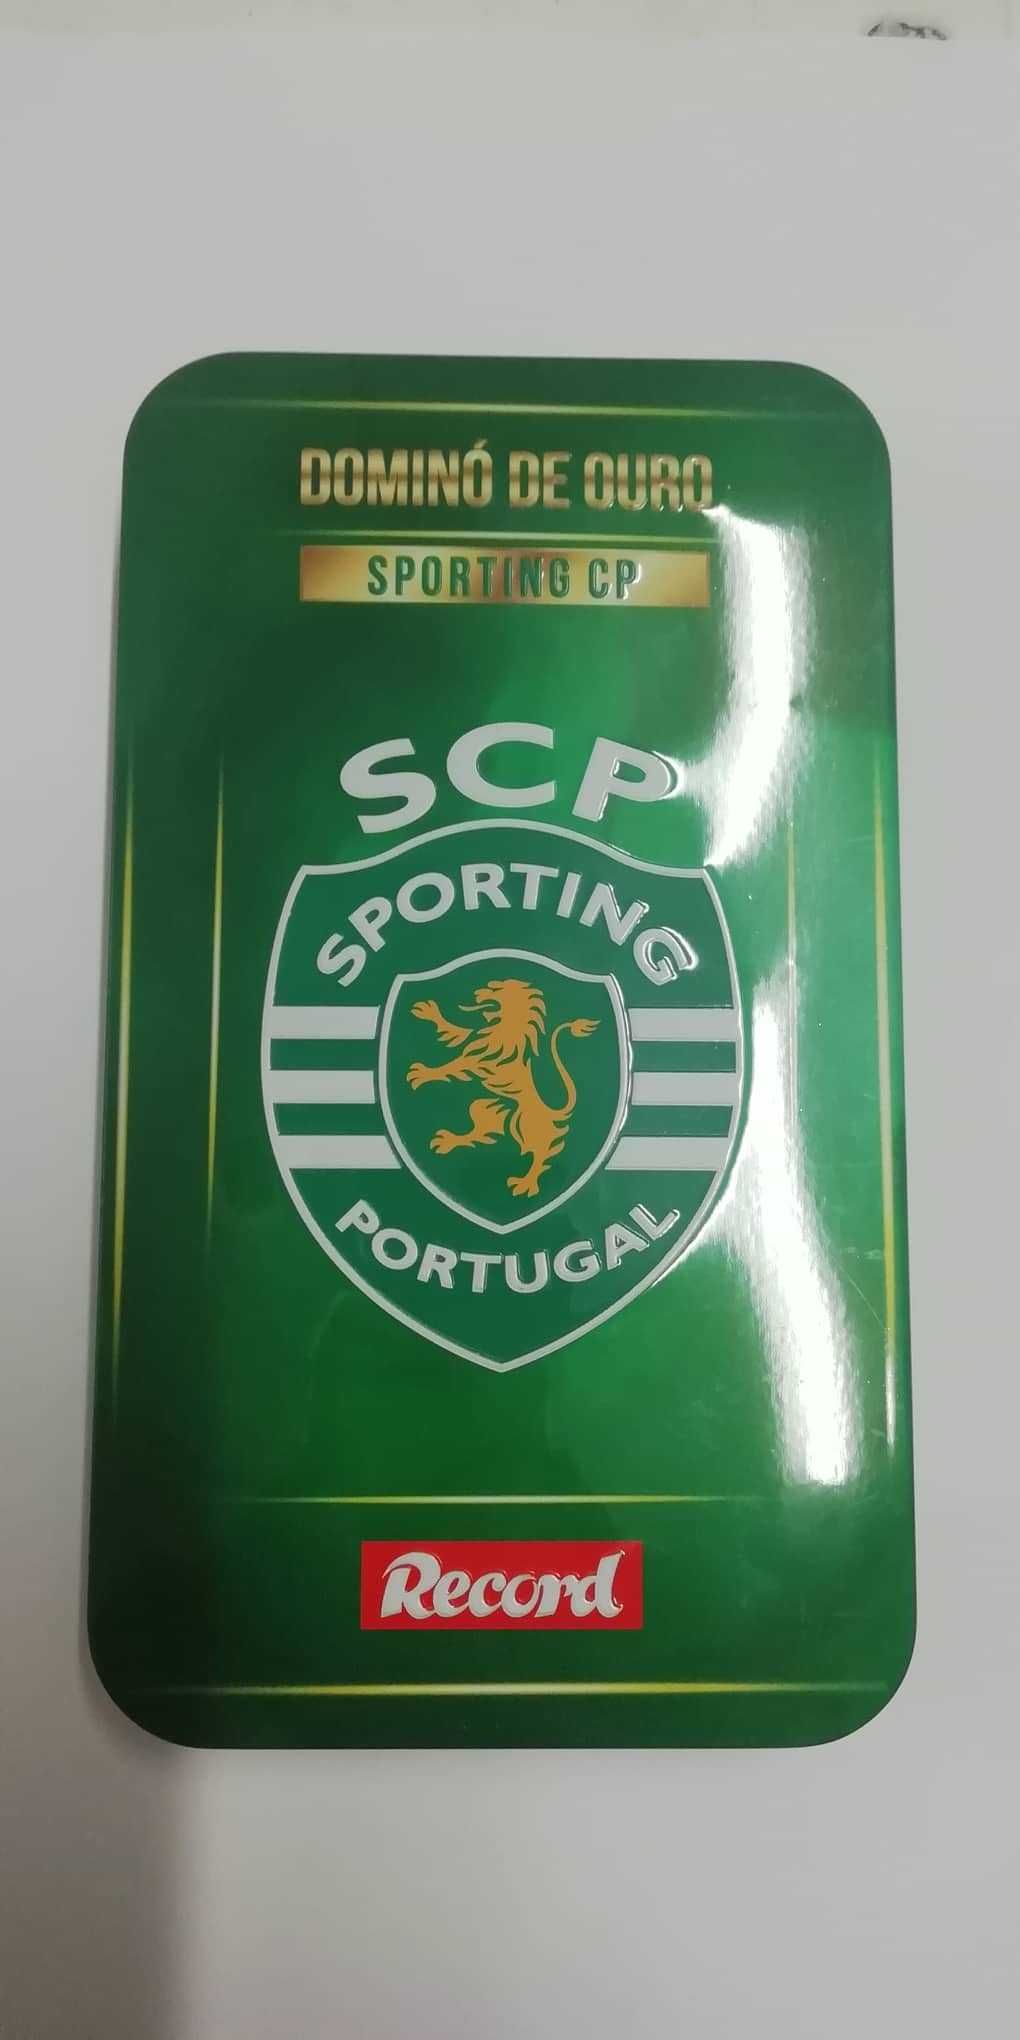 DOMINÓ DE OURO
SPORTING CP
SCP
SPORTING
PORTUGAL
Record